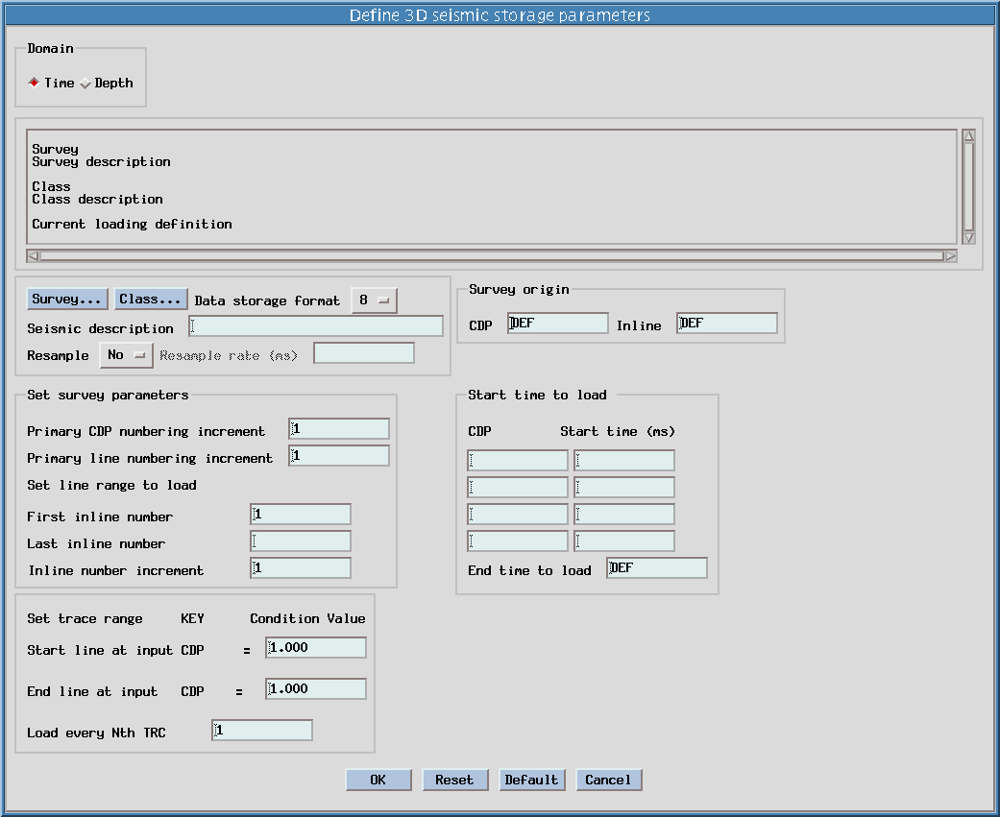 Define 3D seismic storage parameters
Domain
Time Depth
Survey
Survey description
Class
Class description
Current loading definition
Survey... Class... Data storage format 8
Seismic description
Resample No Resample rate (ms)
Survey origin
CDP DEF Inline DEF
Set survey parameters
Primary CDP numbering increment 1
Primary line numbering increment 1
Set line range to load
First inline number 1
Last inline number
Inline number increment 1
Start time to load
CDP Start time (ms)
End time to load DEF
Set trace range KEY Condition Value
Start line at input CDP = 1.000
End line at input CDP = 1.000
Load every Nth TRC 1
OK Reset Default Cancel